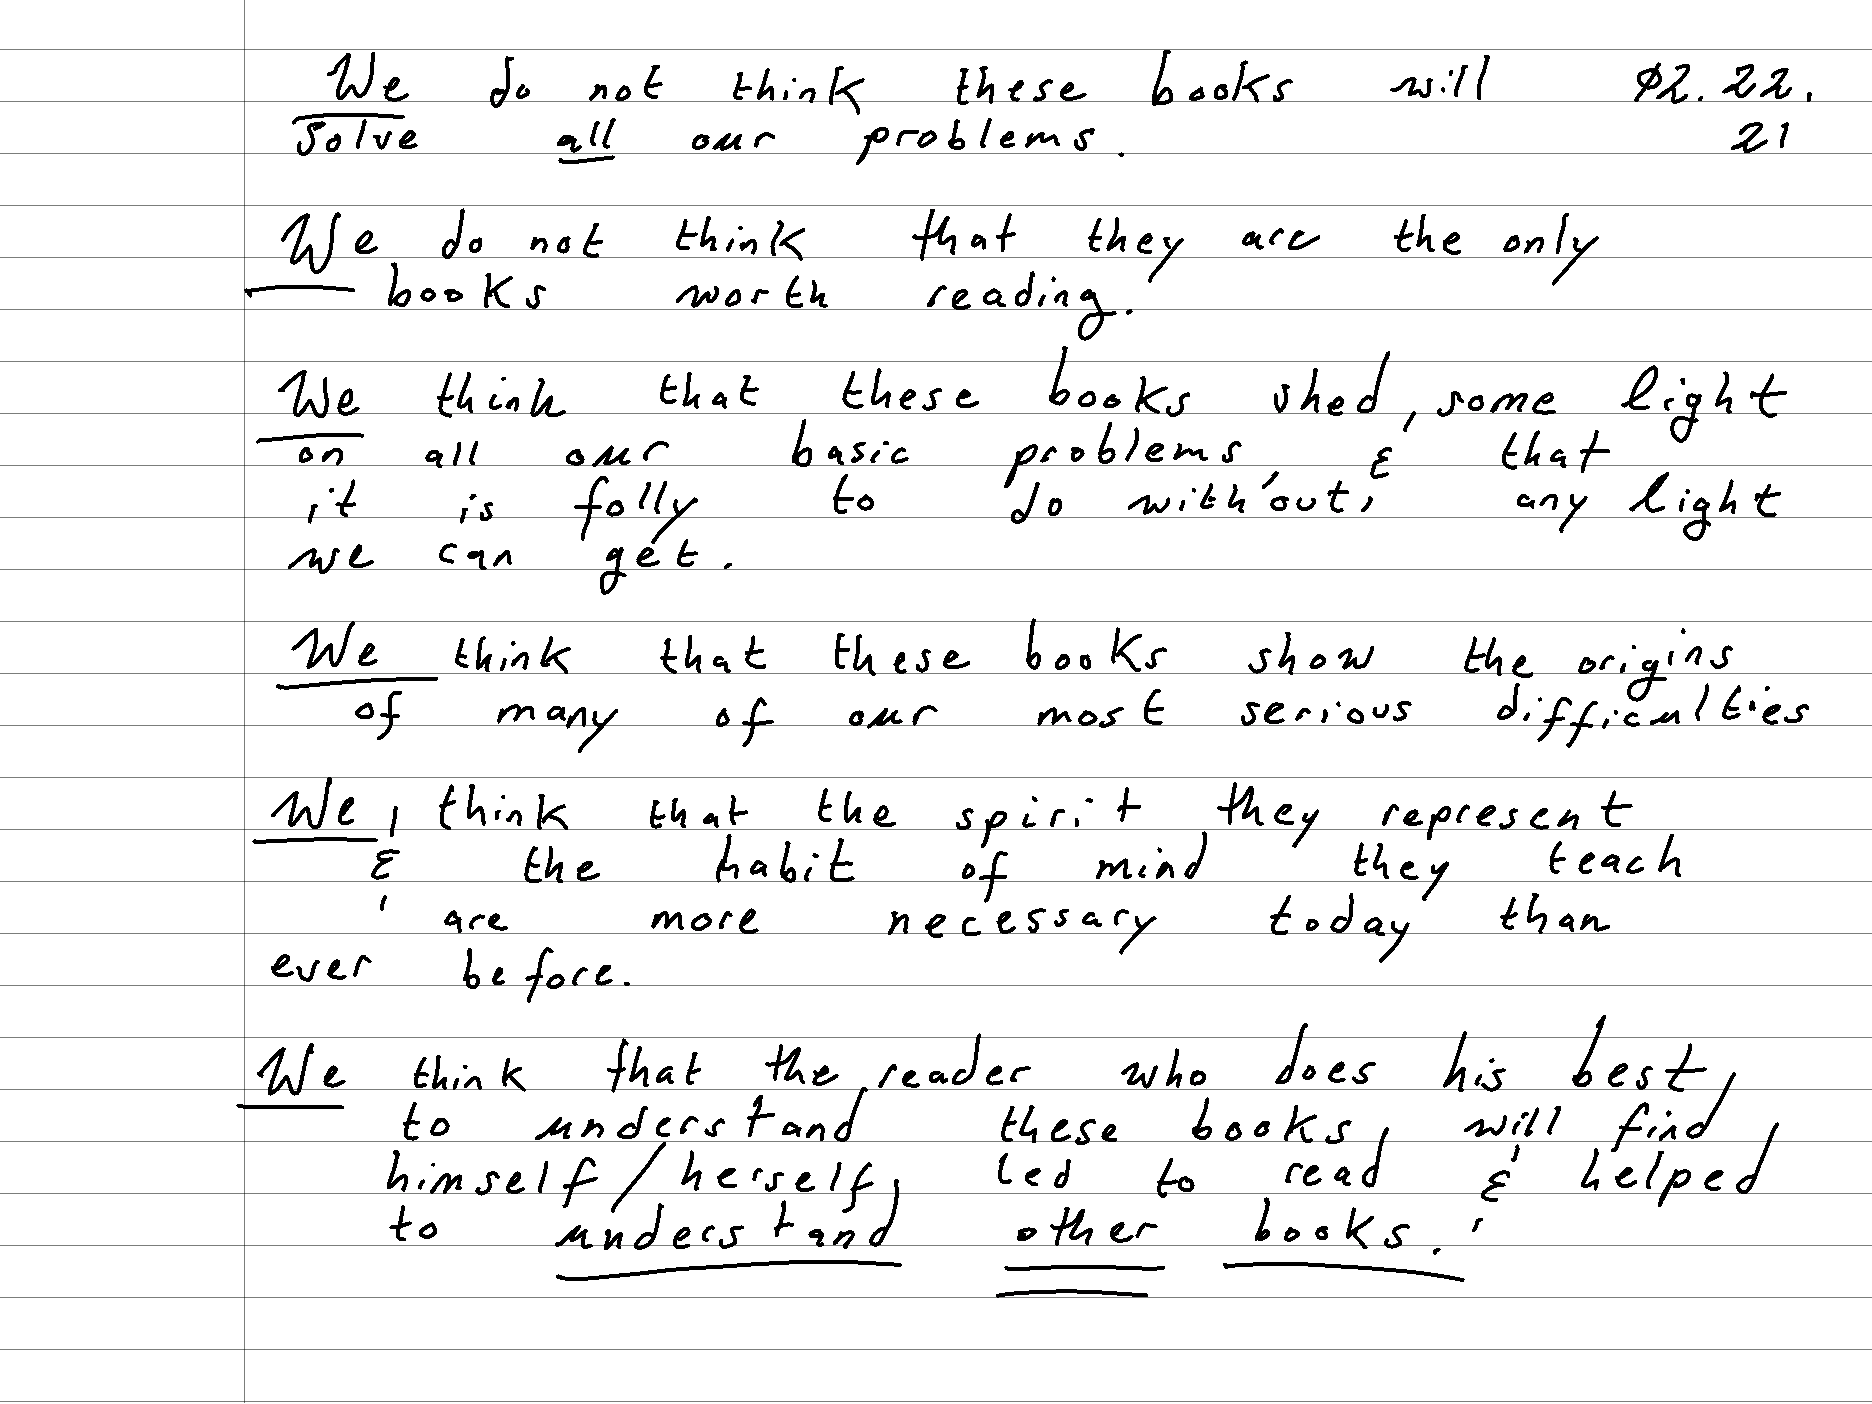 We do not think these books will 02.22.
solve all our problems. 21
We do not think that they are the only
books worth reading.
We think that these books shed, some light
on all our basic problems, & that
it is folly to do with'out, any light
we can get.
We think that these books show the origins
of many of our most serious difficulties
We, think that the spirit they represent
& the habit of mind they teach
are more necessary today than
ever before.
We think that the reader who does his best,
to understand these books, will find,
himself/herself, led to read & helped
to understand other books.